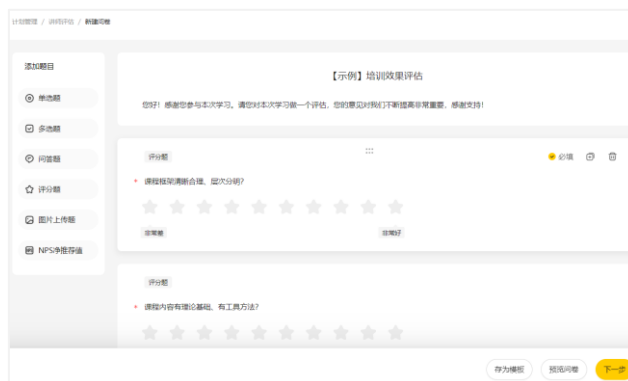 计划管理 / 讲师评估 / 新建问卷
添加题目
单选题
多选题
问答题
评分题
图片上传题
NPS净推荐值
【示例】培训效果评估
您好！感谢您参与本次学习。请您对本次学习做一个评估，您的意见对我们不断提高非常重要，感谢支持！
评分题
必填
* 课程框架清晰合理、层次分明?
非常差 非常好
评分题
* 课程内容有理论基础、有工具方法?
存为模板 预览问卷 下一步